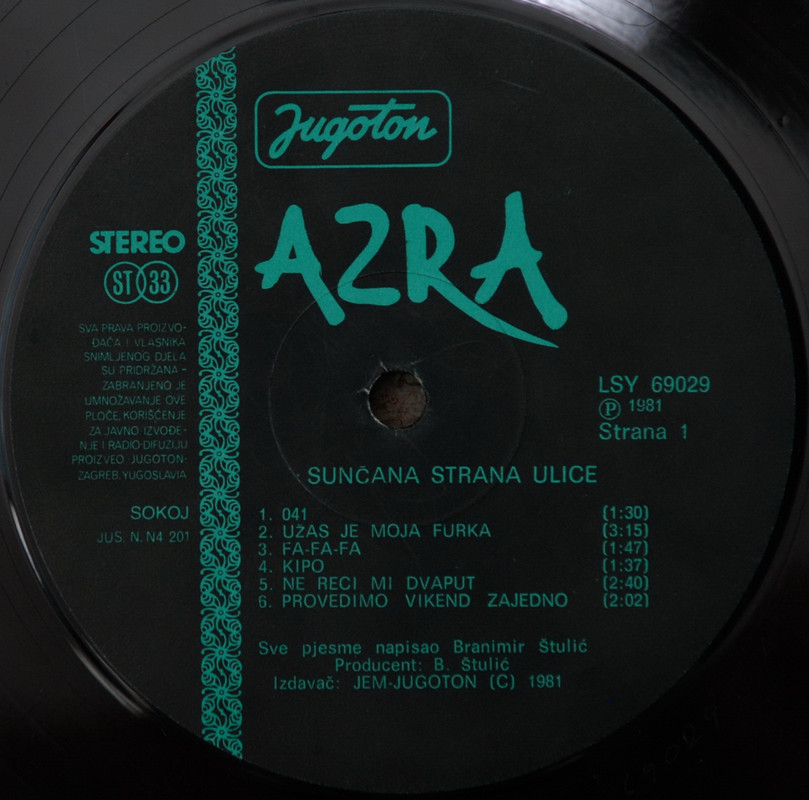 Jugoton
AZRA
STEREO
ST 33
SVA PRAVA PROIZVO-
ĐAČA I VLASNIKA
SNIMLJENOG DJELA
SU PRIDRŽANA –
ZABRANJENO JE
UMNOŽAVANJE OVE
PLOČE, KORIŠĆENJE
ZA JAVNO IZVOĐE-
NJE I RADIO-DIFUZIJU
PROIZVEO JUGOTON-
ZAGREB, YUGOSLAVIA
SOKOJ
JUS. N. N4 201
LSY 69029
Ⓟ 1981
Strana 1
SUNČANA STRANA ULICE
1. 041 (1:30)
2. UŽAS JE MOJA FURKA (3:15)
3. FA-FA-FA (1:47)
4. KIPO (1:37)
5. NE RECI MI DVAPUT (2:40)
6. PROVEDIMO VIKEND ZAJEDNO (2:02)
Sve pjesme napisao Branimir Štulić
Producent: B. Štulić
Izdavač: JEM-JUGOTON (C) 1981